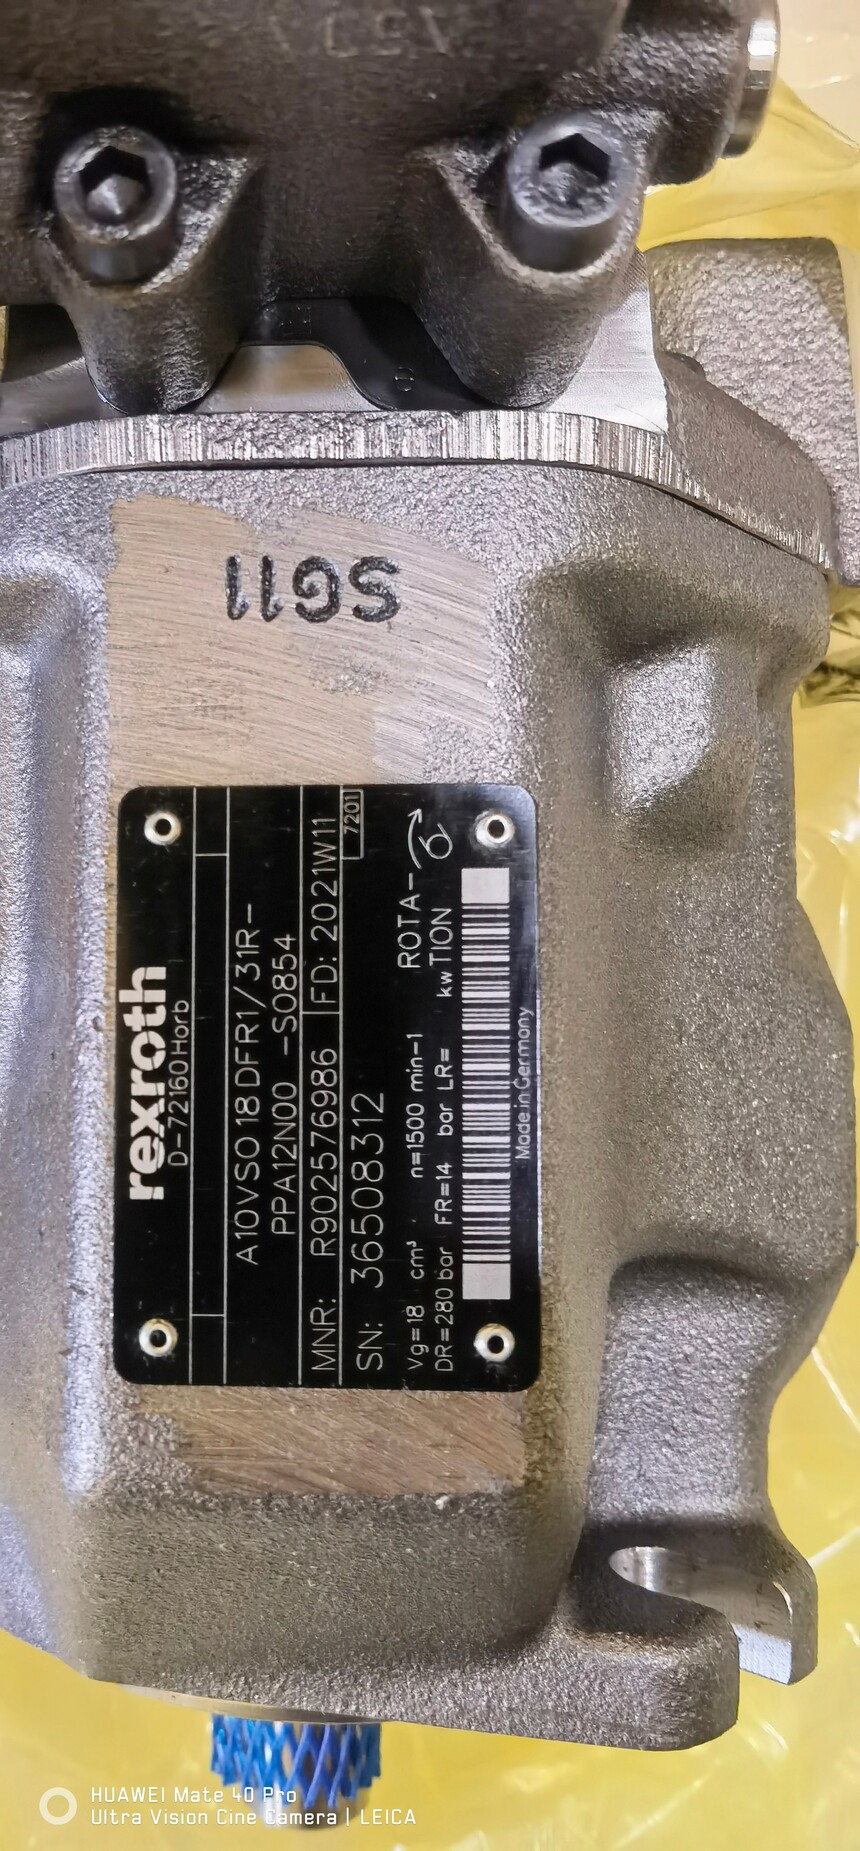 SG11
rexroth
D-72160 Horb
A10VSO 18 DFR1/31R-
PPA12N00 -S0854
MNR: R902576986 FD: 2021W11
7201
SN: 36508312
Vg=18 cm³ n=1500 min-1 ROTA-
DR=280 bar FR=14 bar LR= kw TION
Made in Germany
HUAWEI Mate 40 Pro
Ultra Vision Cine Camera | LEICA